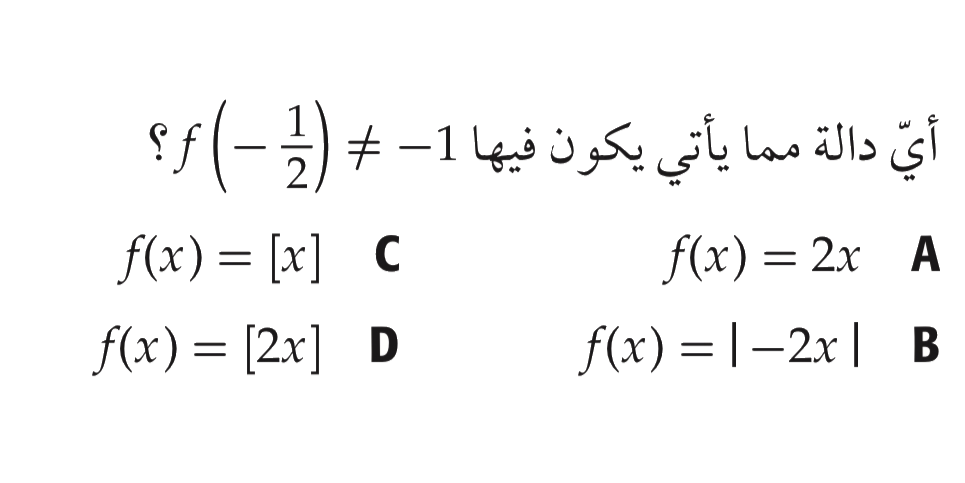 أيّ دالة مما يأتي يكون فيها f(−1/2) ≠ −1 ؟
A f(x) = 2x C f(x) = [x]
B f(x) = |−2x| D f(x) = [2x]